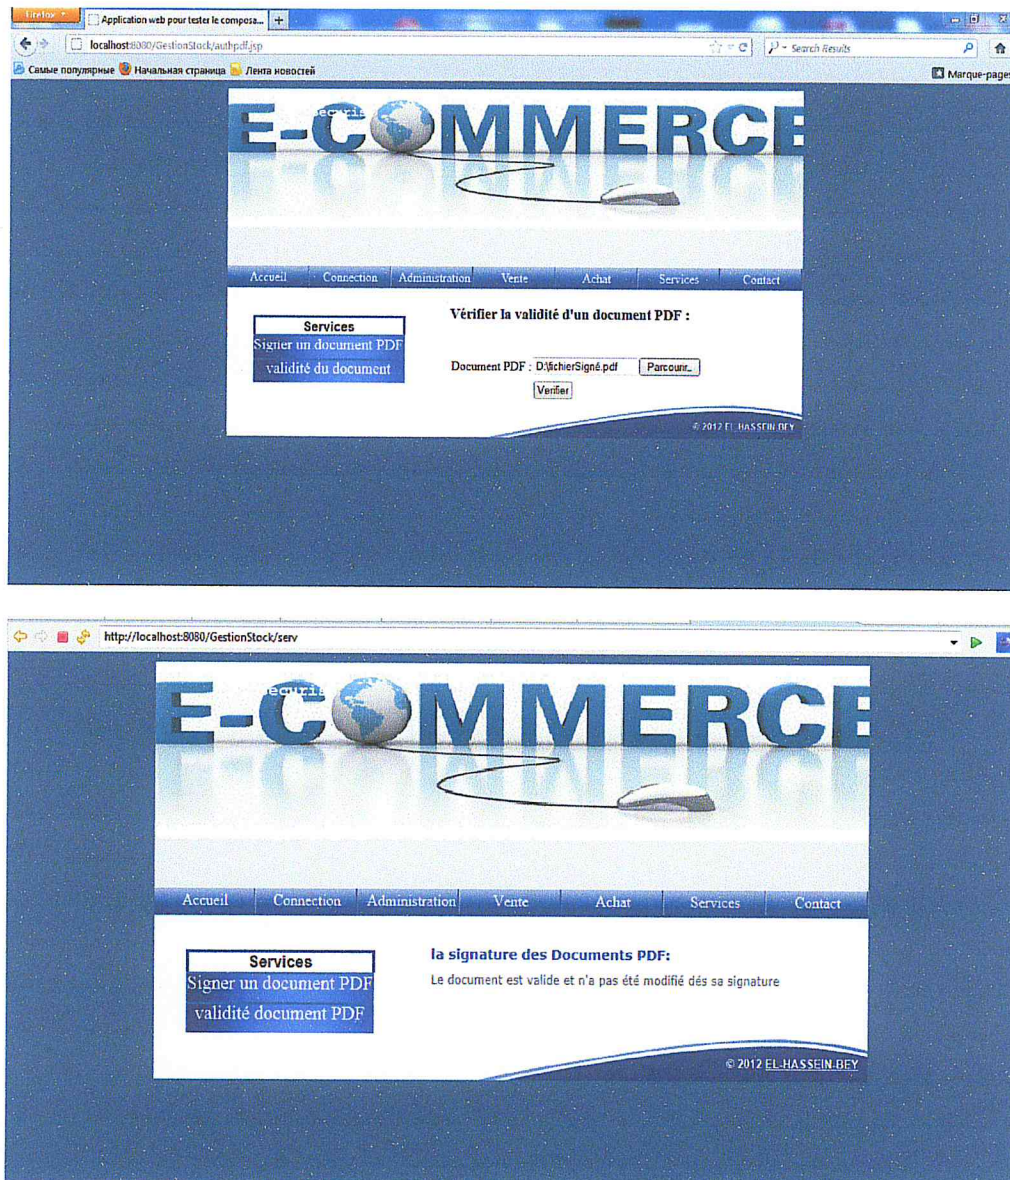 Firefox
Application web pour tester le composa... +
localhost:8080/GestionStock/authpdf.jsp
Search Results
Самые популярные Начальная страница Лента новостей
Marque-pages
E-COMMERCE
securis
Accueil Connection Administration Vente Achat Services Contact
Services
Signer un document PDF
validité du document
Vérifier la validité d'un document PDF :
Document PDF : D:\fichierSigné.pdf Parcourir_
Verifier
© 2012 EL-HASSEIN-BEY
http://localhost:8080/GestionStock/serv
E-COMMERCE
securis
Accueil Connection Administration Vente Achat Services Contact
Services
Signer un document PDF
validité document PDF
la signature des Documents PDF:
Le document est valide et n'a pas été modifié dés sa signature
© 2012 EL-HASSEIN-BEY